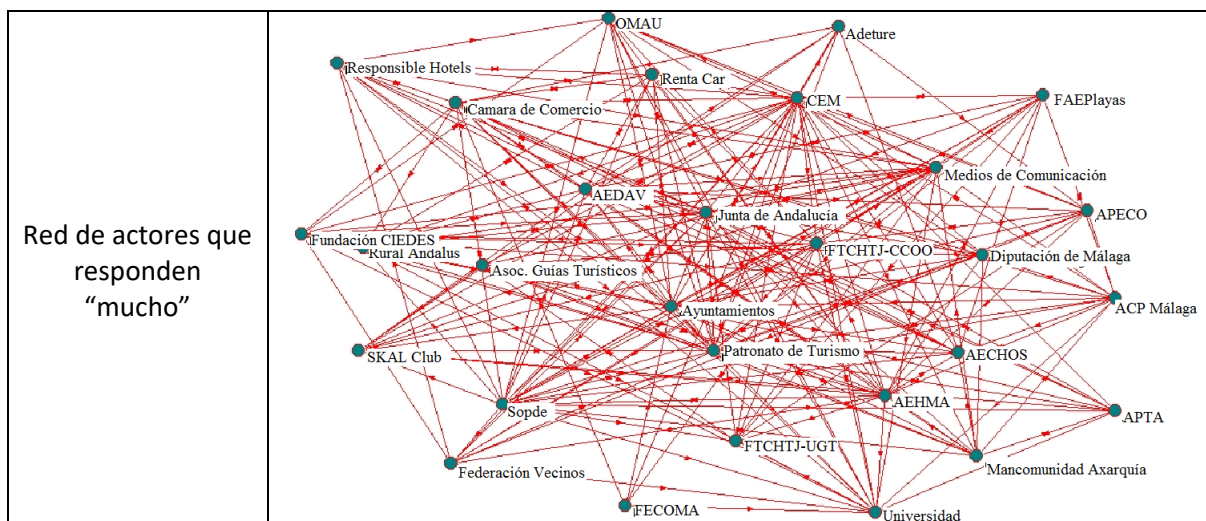 Red de actores que
responden
“mucho”
OMAU
Adeture
Responsible Hotels
Renta Car
CEM
FAEPlayas
Camara de Comercio
Medios de Comunicación
AEDAV
Junta de Andalucía
APECO
Fundación CIEDES
Rural Andalus
FTCHTJ-CCOO
Diputación de Málaga
Asoc. Guías Turísticos
Ayuntamientos
ACP Málaga
SKAL Club
Patronato de Turismo
AECHOS
AEHMA
Sopde
APTA
FTCHTJ-UGT
Federación Vecinos
Mancomunidad Axarquía
FECOMA
Universidad